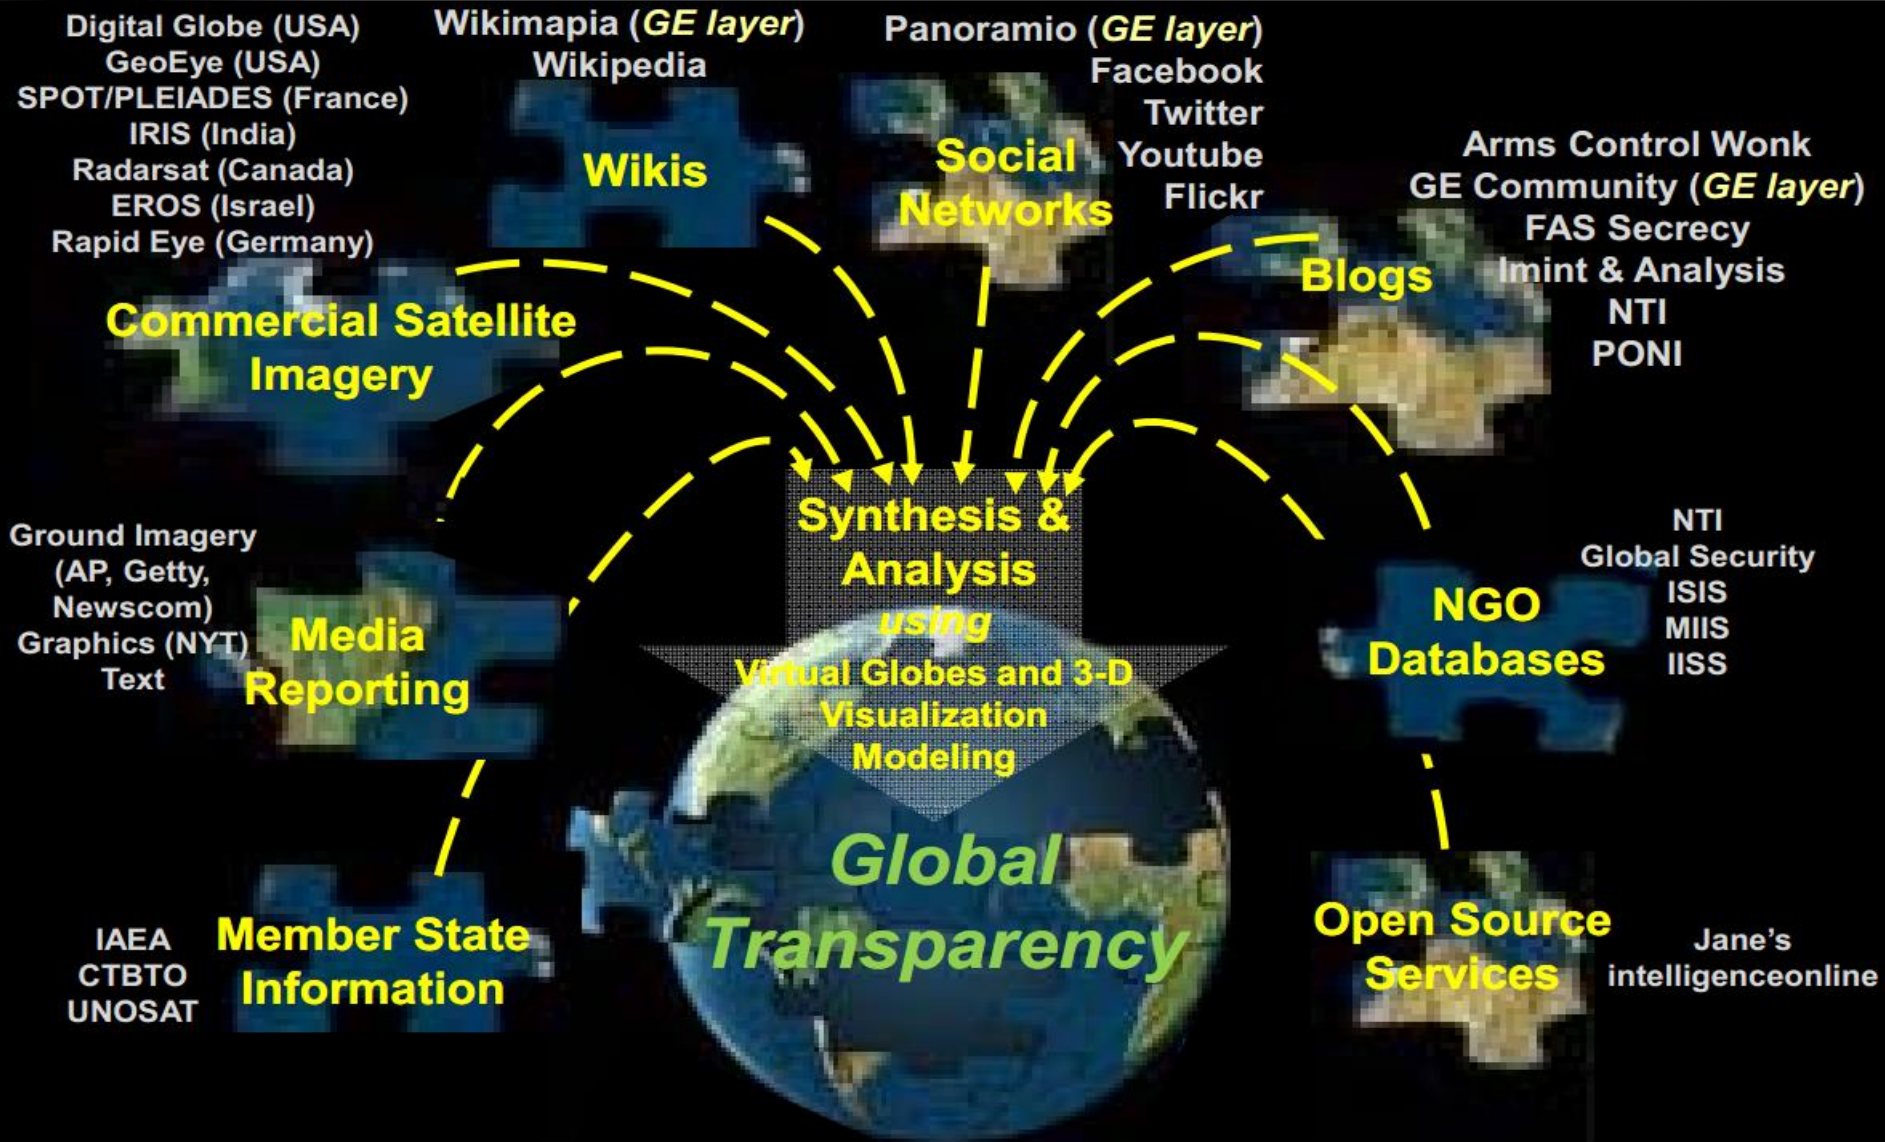 Digital Globe (USA)
GeoEye (USA)
SPOT/PLEIADES (France)
IRIS (India)
Radarsat (Canada)
EROS (Israel)
Rapid Eye (Germany)
Commercial Satellite
Imagery
Wikimapia (GE layer)
Wikipedia
Wikis
Panoramio (GE layer)
Facebook
Twitter
Youtube
Flickr
Social
Networks
Arms Control Wonk
GE Community (GE layer)
FAS Secrecy
Imint & Analysis
NTI
PONI
Blogs
Ground Imagery
(AP, Getty,
Newscom)
Graphics (NYT)
Text
Media
Reporting
Synthesis &
Analysis
using
Virtual Globes and 3-D
Visualization
Modeling
NGO
Databases
NTI
Global Security
ISIS
MIIS
IISS
IAEA
CTBTO
UNOSAT
Member State
Information
Global
Transparency
Open Source
Services
Jane’s
intelligenceonline